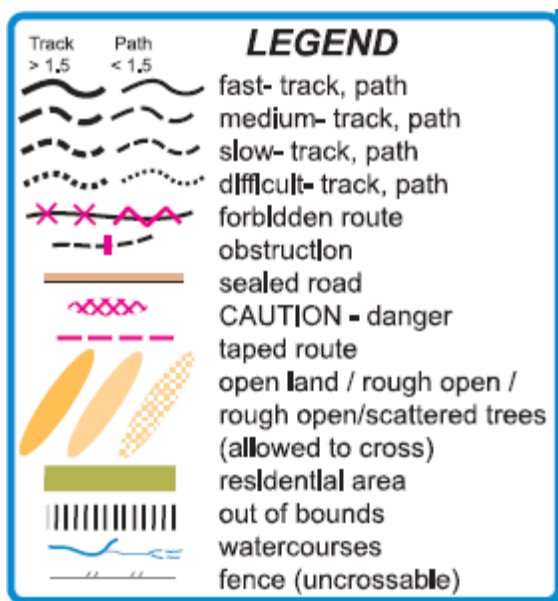 LEGEND
Track Path
> 1.5 < 1.5
fast- track, path
medium- track, path
slow- track, path
difficult- track, path
forbidden route
obstruction
sealed road
CAUTION - danger
taped route
open land / rough open /
rough open/scattered trees
(allowed to cross)
residential area
out of bounds
watercourses
fence (uncrossable)